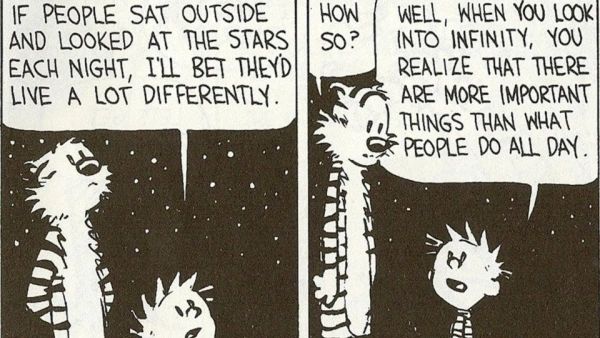 IF PEOPLE SAT OUTSIDE
AND LOOKED AT THE STARS
EACH NIGHT, I'LL BET THEY'D
LIVE A LOT DIFFERENTLY.
HOW
SO?
WELL, WHEN YOU LOOK
INTO INFINITY, YOU
REALIZE THAT THERE
ARE MORE IMPORTANT
THINGS THAN WHAT
PEOPLE DO ALL DAY.